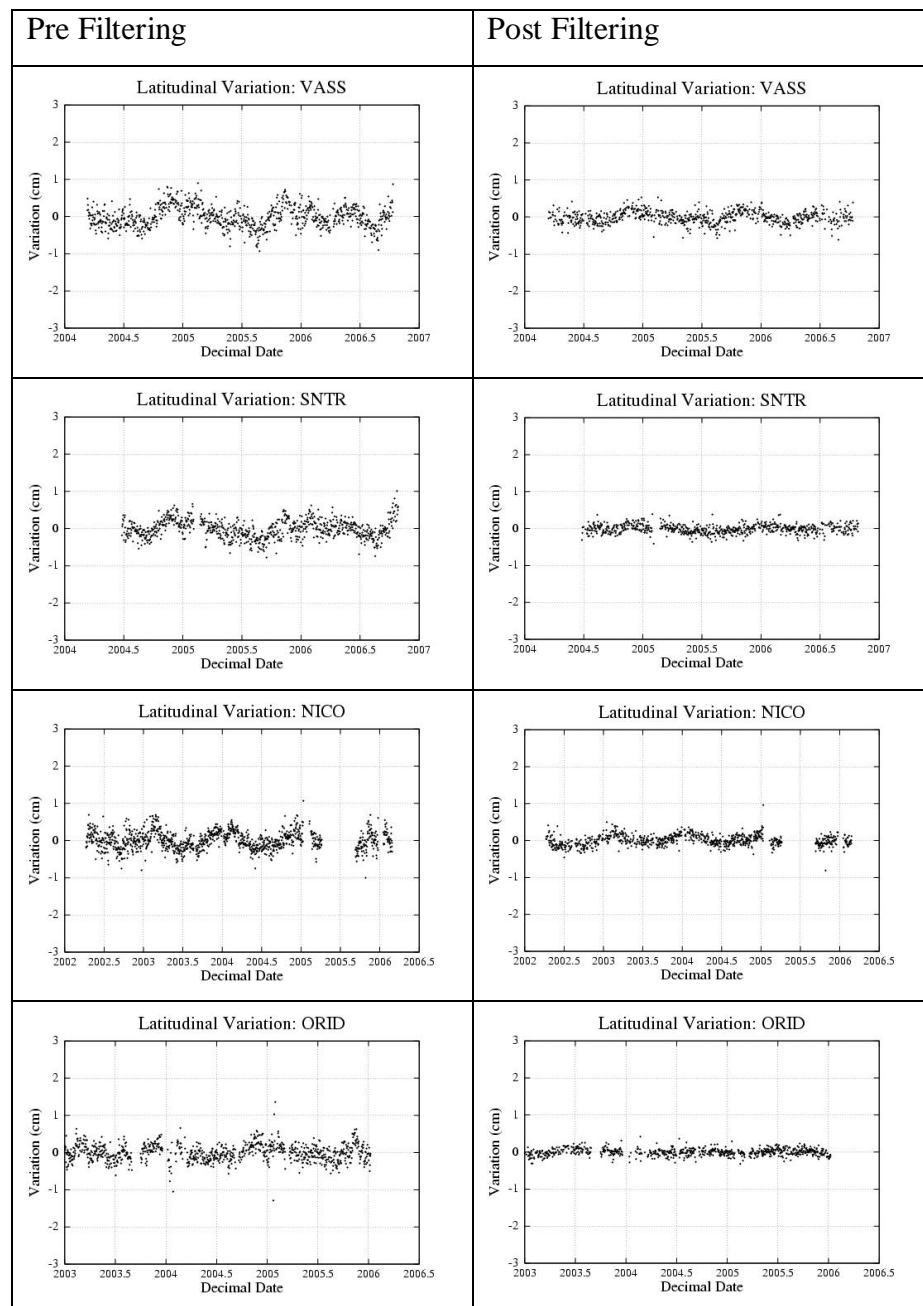 Pre Filtering
Post Filtering
Latitudinal Variation: VASS
3
2
1
0
-1
-2
-3
Variation (cm)
2004 2004.5 2005 2005.5 2006 2006.5 2007
Decimal Date
Latitudinal Variation: VASS
3
2
1
0
-1
-2
-3
Variation (cm)
2004 2004.5 2005 2005.5 2006 2006.5 2007
Decimal Date
Latitudinal Variation: SNTR
3
2
1
0
-1
-2
-3
Variation (cm)
2004 2004.5 2005 2005.5 2006 2006.5 2007
Decimal Date
Latitudinal Variation: SNTR
3
2
1
0
-1
-2
-3
Variation (cm)
2004 2004.5 2005 2005.5 2006 2006.5 2007
Decimal Date
Latitudinal Variation: NICO
3
2
1
0
-1
-2
-3
Variation (cm)
2002 2002.5 2003 2003.5 2004 2004.5 2005 2005.5 2006 2006.5
Decimal Date
Latitudinal Variation: NICO
3
2
1
0
-1
-2
-3
Variation (cm)
2002 2002.5 2003 2003.5 2004 2004.5 2005 2005.5 2006 2006.5
Decimal Date
Latitudinal Variation: ORID
3
2
1
0
-1
-2
-3
Variation (cm)
2003 2003.5 2004 2004.5 2005 2005.5 2006 2006.5
Decimal Date
Latitudinal Variation: ORID
3
2
1
0
-1
-2
-3
Variation (cm)
2003 2003.5 2004 2004.5 2005 2005.5 2006 2006.5
Decimal Date